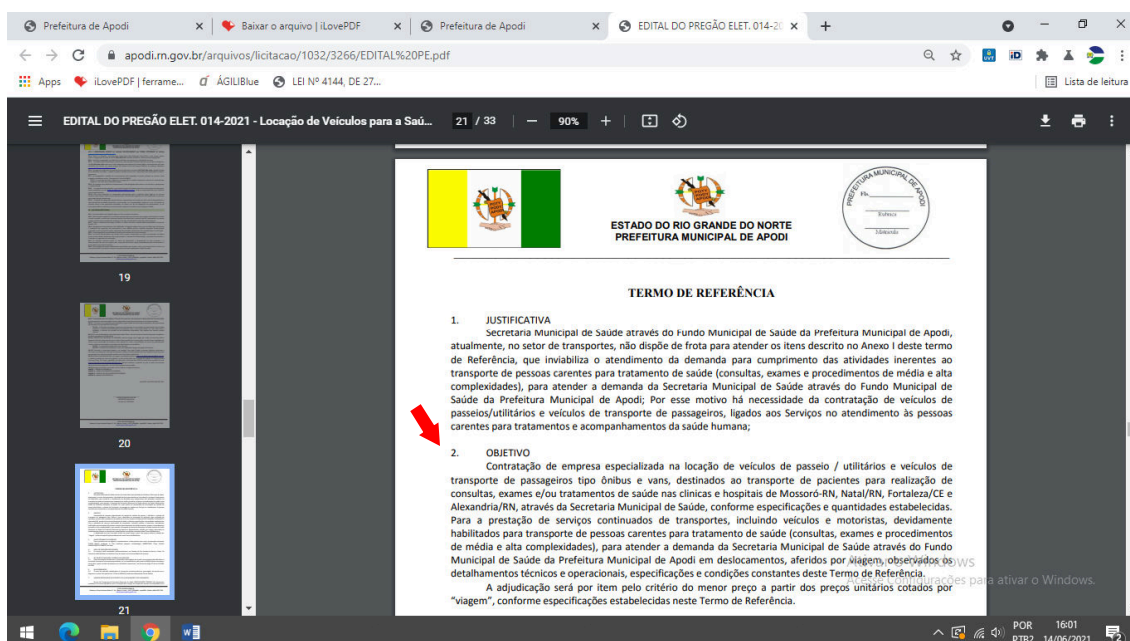 Prefeitura de Apodi
Baixar o arquivo | iLovePDF
Prefeitura de Apodi
EDITAL DO PREGÃO ELET. 014-20
apodi.rn.gov.br/arquivos/licitacao/1032/3266/EDITAL%20PE.pdf
Apps
iLovePDF | ferrame...
ÁGILIBlue
LEI Nº 4144, DE 27...
Lista de leitura
EDITAL DO PREGÃO ELET. 014-2021 - Locação de Veículos para a Saú...
21 / 33
90%
19
20
21
ESTADO DO RIO GRANDE DO NORTE
PREFEITURA MUNICIPAL DE APODI
PREFEITURA MUNICIPAL DE APODI
TERMO DE REFERÊNCIA
1. JUSTIFICATIVA
Secretaria Municipal de Saúde através do Fundo Municipal de Saúde da Prefeitura Municipal de Apodi,
atualmente, no setor de transportes, não dispõe de frota para atender os itens descrito no Anexo I deste termo
de Referência, que inviabiliza o atendimento da demanda para cumprimento das atividades inerentes ao
transporte de pessoas carentes para tratamento de saúde (consultas, exames e procedimentos de média e alta
complexidades), para atender a demanda da Secretaria Municipal de Saúde através do Fundo Municipal de
Saúde da Prefeitura Municipal de Apodi; Por esse motivo há necessidade da contratação de veículos de
passeios/utilitários e veículos de transporte de passageiros, ligados aos Serviços no atendimento às pessoas
carentes para tratamentos e acompanhamentos da saúde humana;
2. OBJETIVO
Contratação de empresa especializada na locação de veículos de passeio / utilitários e veículos de
transporte de passageiros tipo ônibus e vans, destinados ao transporte de pacientes para realização de
consultas, exames e/ou tratamentos de saúde nas clinicas e hospitais de Mossoró-RN, Natal/RN, Fortaleza/CE e
Alexandria/RN, através da Secretaria Municipal de Saúde, conforme especificações e quantidades estabelecidas.
Para a prestação de serviços continuados de transportes, incluindo veículos e motoristas, devidamente
habilitados para transporte de pessoas carentes para tratamento de saúde (consultas, exames e procedimentos
de média e alta complexidades), para atender a demanda da Secretaria Municipal de Saúde através do Fundo
Municipal de Saúde da Prefeitura Municipal de Apodi em deslocamentos, aferidos por viagem, observados os
detalhamentos técnicos e operacionais, especificações e condições constantes deste Termo de Referência.
A adjudicação será por item pelo critério do menor preço a partir dos preços unitários cotados por
"viagem", conforme especificações estabelecidas neste Termo de Referência.
Ativar o Windows
Acesse Configurações para ativar o Windows.
POR
PTB2
16:01
14/06/2021